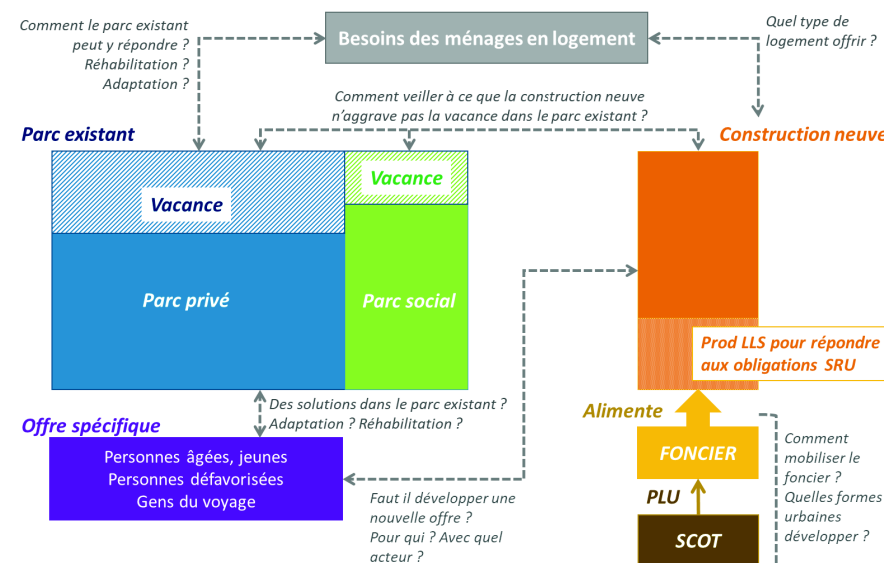 Comment le parc existant
peut y répondre ?
Réhabilitation ?
Adaptation ?
Besoins des ménages en logement
Quel type de
logement offrir ?
Comment veiller à ce que la construction neuve
n'aggrave pas la vacance dans le parc existant ?
Parc existant
Construction neuve
Vacance
Vacance
Parc privé
Parc social
Prod LLS pour répondre
aux obligations SRU
Des solutions dans le parc existant ?
Adaptation ? Réhabilitation ?
Alimente
Offre spécifique
Personnes âgées, jeunes
Personnes défavorisées
Gens du voyage
FONCIER
Comment
mobiliser le
foncier ?
Quelles formes
urbaines
développer ?
Faut il développer une
nouvelle offre ?
Pour qui ? Avec quel
acteur ?
PLU
SCOT